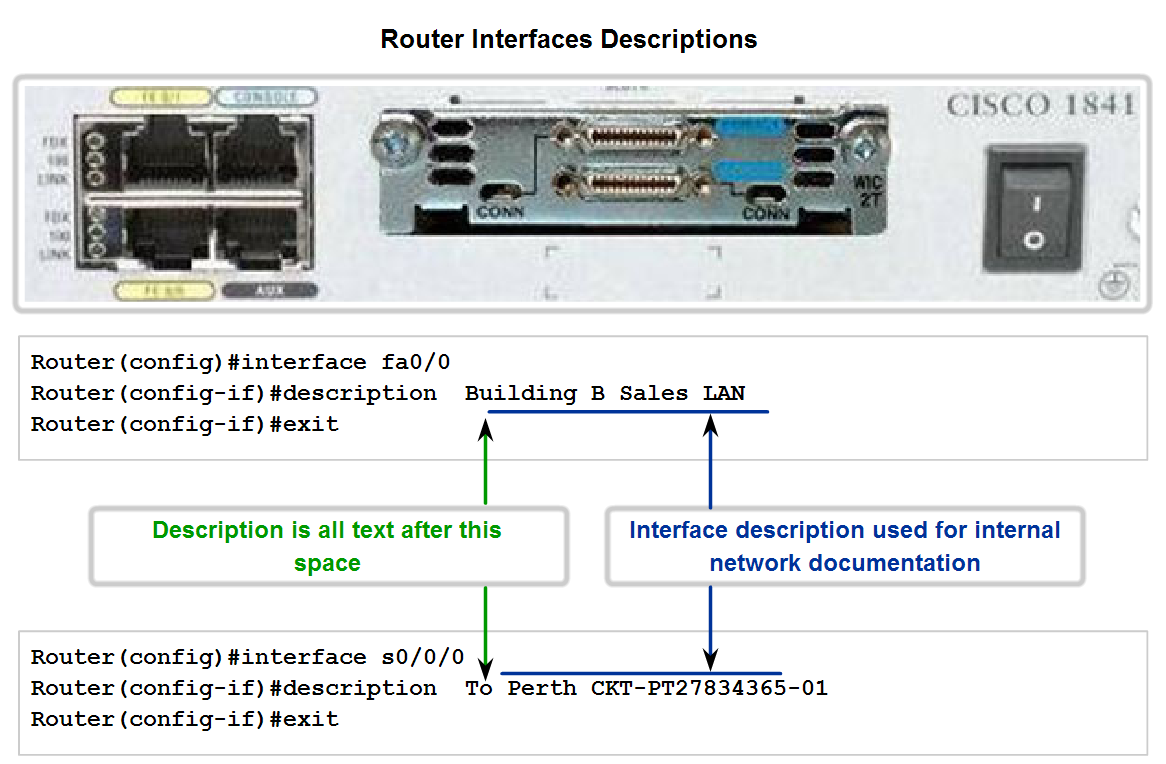 Router Interfaces Descriptions
FE 0/1 CONSOLE
CISCO 1841
FDX
100
LINK
CONN
CONN
WIC
2T
FDX
100
LINK
FE 0/0 AUX
Router(config)#interface fa0/0
Router(config-if)#description  Building B Sales LAN
Router(config-if)#exit
Description is all text after this
space
Interface description used for internal
network documentation
Router(config)#interface s0/0/0
Router(config-if)#description  To Perth CKT-PT27834365-01
Router(config-if)#exit